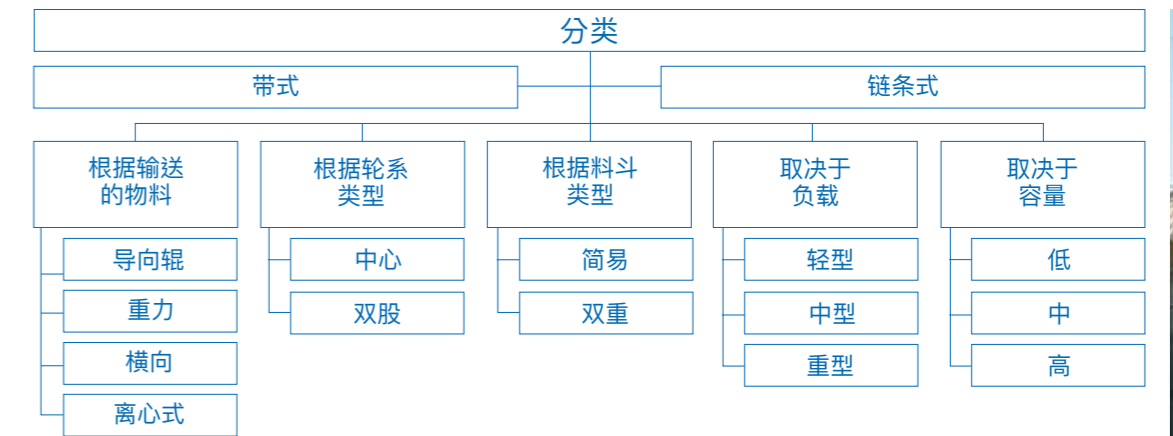 分类
带式
链条式
根据输送
的物料
根据轮系
类型
根据料斗
类型
取决于
负载
取决于
容量
导向辊
重力
横向
离心式
中心
双股
简易
双重
轻型
中型
重型
低
中
高